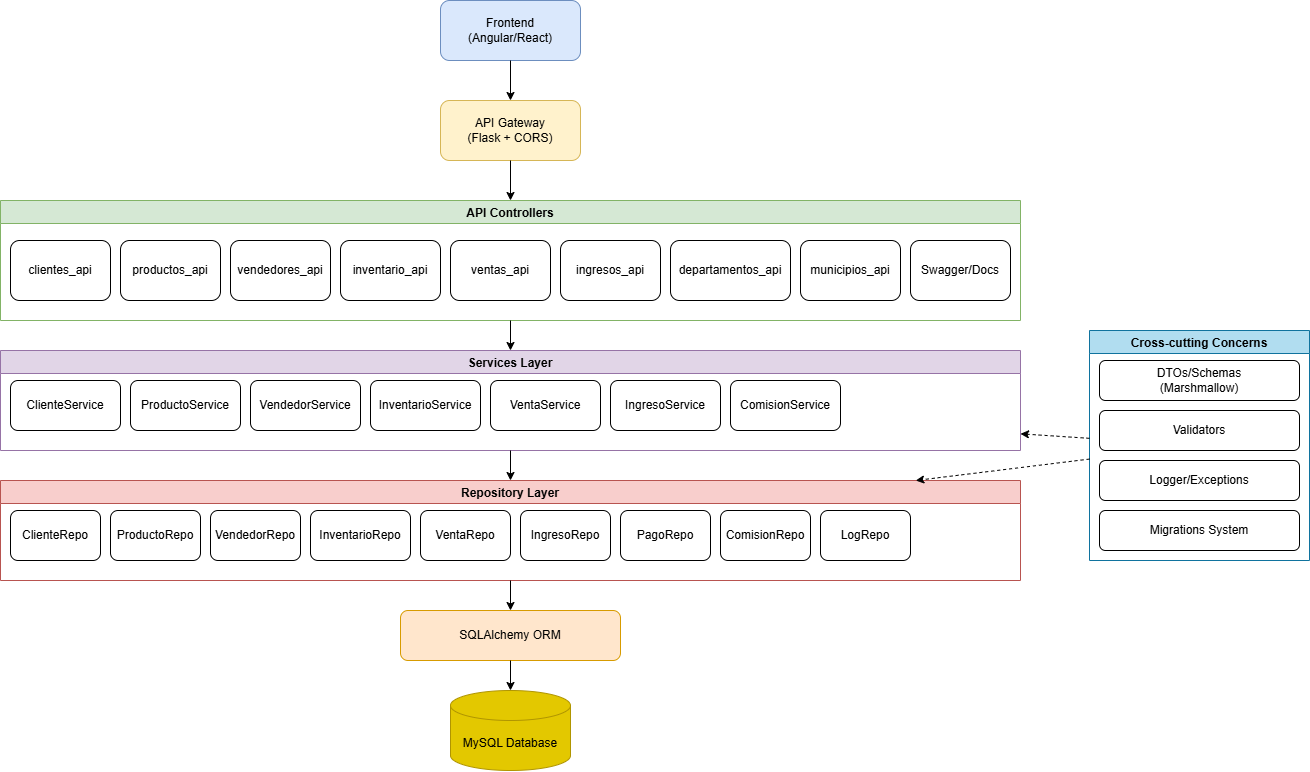 Frontend
(Angular/React)
API Gateway
(Flask + CORS)
API Controllers
clientes_api
productos_api
vendedores_api
inventario_api
ventas_api
ingresos_api
departamentos_api
municipios_api
Swagger/Docs
Services Layer
ClienteService
ProductoService
VendedorService
InventarioService
VentaService
IngresoService
ComisionService
Repository Layer
ClienteRepo
ProductoRepo
VendedorRepo
InventarioRepo
VentaRepo
IngresoRepo
PagoRepo
ComisionRepo
LogRepo
Cross-cutting Concerns
DTOs/Schemas
(Marshmallow)
Validators
Logger/Exceptions
Migrations System
SQLAlchemy ORM
MySQL Database